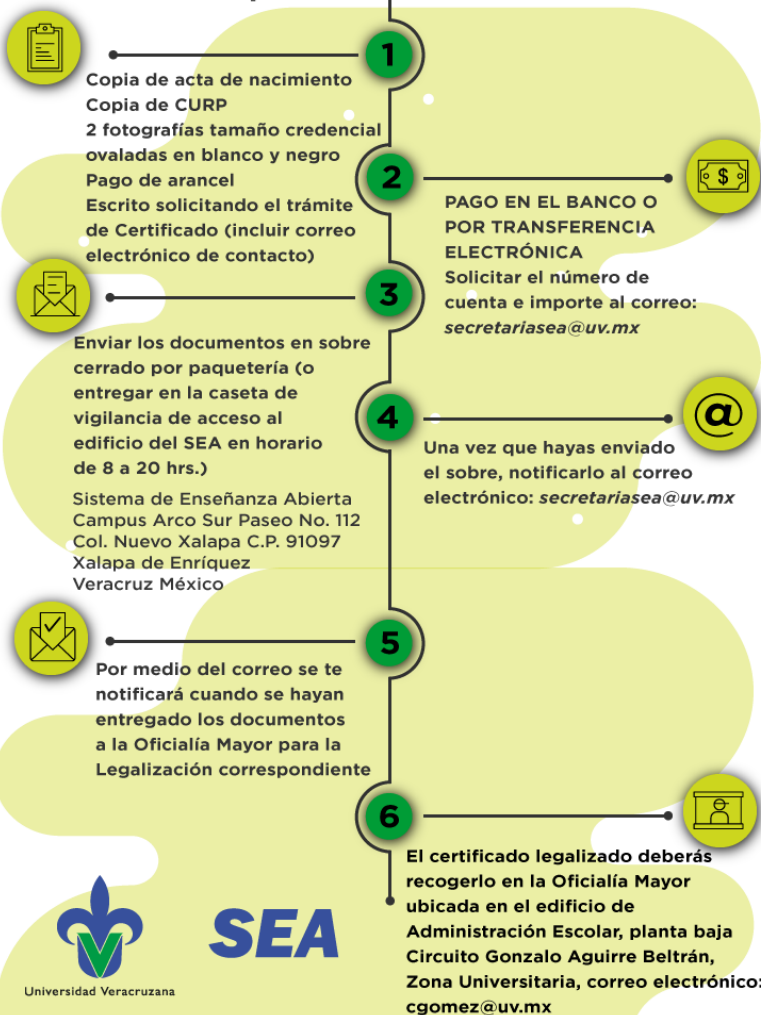 1
Copia de acta de nacimiento
Copia de CURP
2 fotografías tamaño credencial
ovaladas en blanco y negro
Pago de arancel
Escrito solicitando el trámite
de Certificado (incluir correo
electrónico de contacto)
2
$
PAGO EN EL BANCO O
POR TRANSFERENCIA
ELECTRÓNICA
Solicitar el número de
cuenta e importe al correo:
secretariasea@uv.mx
3
Enviar los documentos en sobre
cerrado por paquetería (o
entregar en la caseta de
vigilancia de acceso al
edificio del SEA en horario
de 8 a 20 hrs.)
Sistema de Enseñanza Abierta
Campus Arco Sur Paseo No. 112
Col. Nuevo Xalapa C.P. 91097
Xalapa de Enríquez
Veracruz México
4
@
Una vez que hayas enviado
el sobre, notificarlo al correo
electrónico: secretariasea@uv.mx
5
Por medio del correo se te
notificará cuando se hayan
entregado los documentos
a la Oficialía Mayor para la
Legalización correspondiente
6
El certificado legalizado deberás
recogerlo en la Oficialía Mayor
ubicada en el edificio de
Administración Escolar, planta baja
Circuito Gonzalo Aguirre Beltrán,
Zona Universitaria, correo electrónico:
cgomez@uv.mx
SEA
Universidad Veracruzana